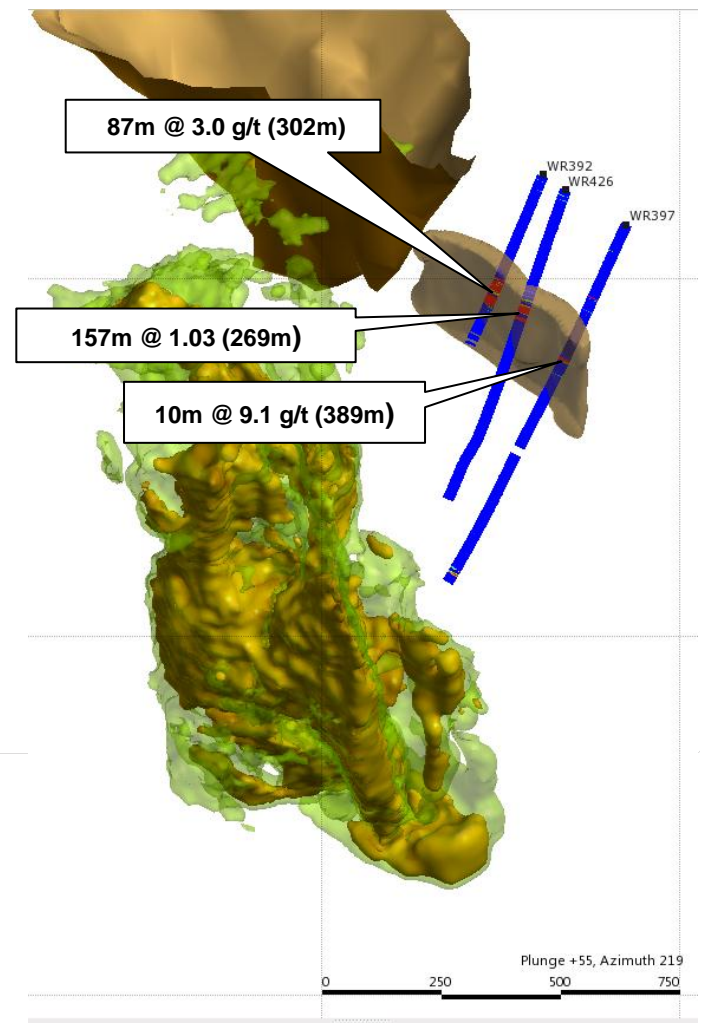 87m @ 3.0 g/t (302m)
WR392
WR426
WR397
157m @ 1.03 (269m)
10m @ 9.1 g/t (389m)
Plunge +55, Azimuth 219
0 250 500 750